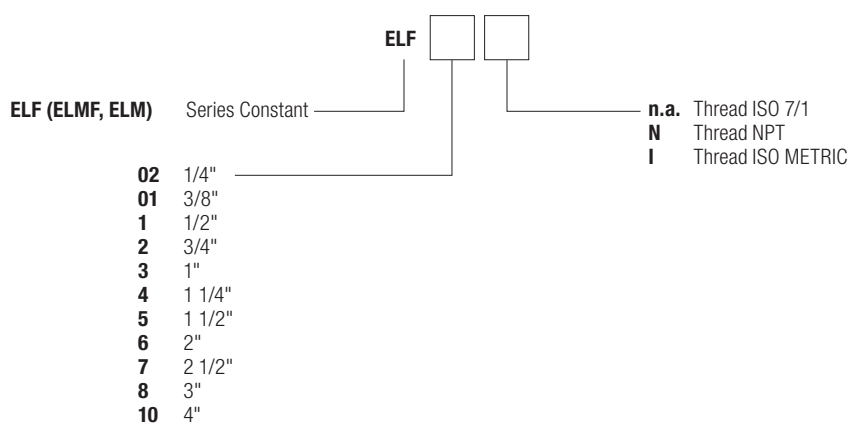 ELF
ELF (ELMF, ELM) Series Constant
n.a. Thread ISO 7/1
N Thread NPT
I Thread ISO METRIC
02 1/4"
01 3/8"
1 1/2"
2 3/4"
3 1"
4 1 1/4"
5 1 1/2"
6 2"
7 2 1/2"
8 3"
10 4"